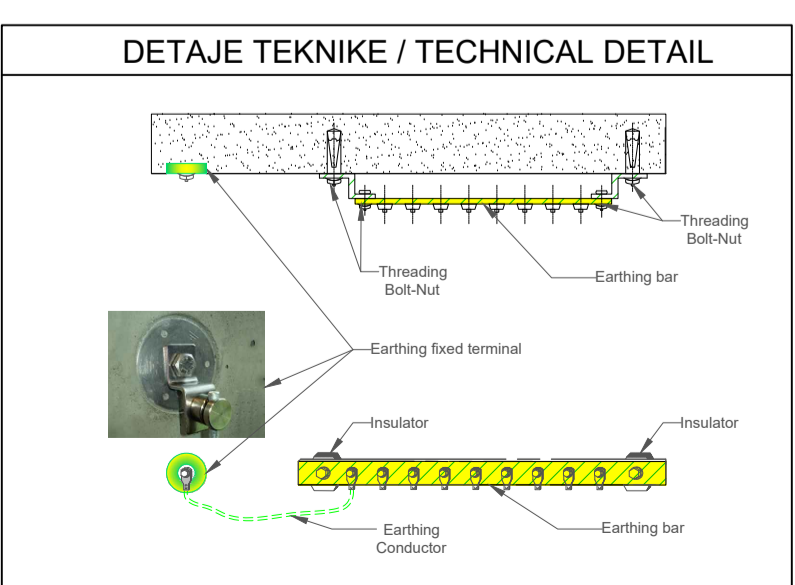 DETAJE TEKNIKE / TECHNICAL DETAIL
Threading
Bolt-Nut
Threading
Bolt-Nut
Earthing bar
Earthing fixed terminal
Insulator
Insulator
Earthing
Conductor
Earthing bar